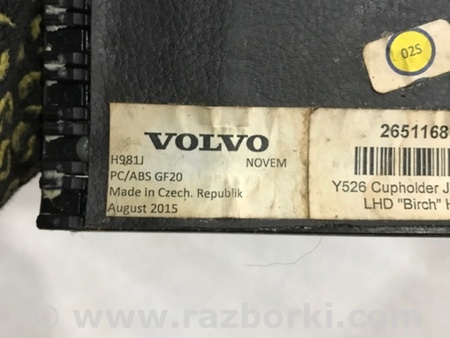 02S
VOLVO
H981J NOVEM
PC/ABS GF20
Made in Czech. Republik
August 2015
2651168
Y526 Cupholder J
LHD "Birch" H
www.razborki.com